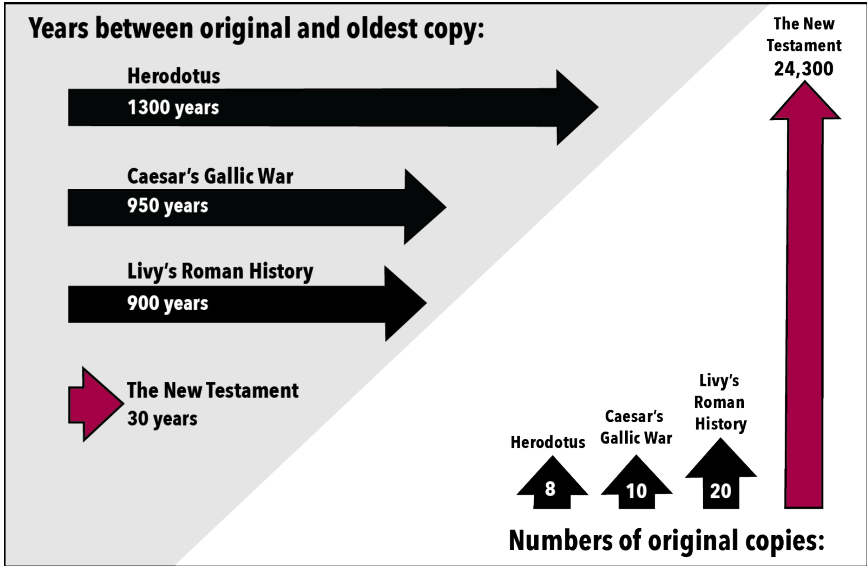 Years between original and oldest copy:
Herodotus
1300 years
Caesar's Gallic War
950 years
Livy's Roman History
900 years
The New Testament
30 years
The New
Testament
24,300
Livy's
Roman
History
Caesar's
Gallic War
Herodotus
8
10
20
Numbers of original copies: